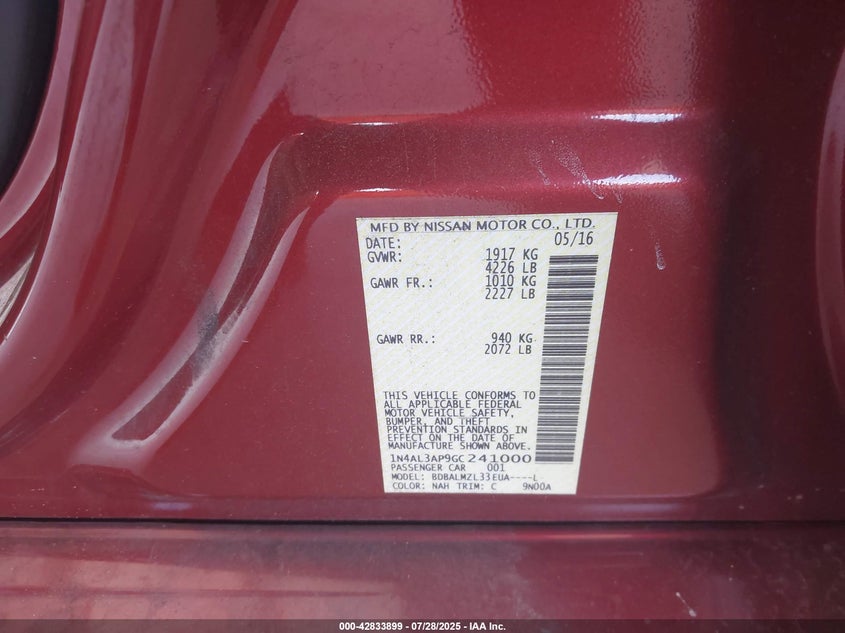 MFD BY NISSAN MOTOR CO., LTD.
DATE: 05/16
GVWR: 1917 KG
4226 LB
GAWR FR.: 1010 KG
2227 LB
GAWR RR.: 940 KG
2072 LB
THIS VEHICLE CONFORMS TO
ALL APPLICABLE FEDERAL
MOTOR VEHICLE SAFETY,
BUMPER, AND THEFT
PREVENTION STANDARDS IN
EFFECT ON THE DATE OF
MANUFACTURE SHOWN ABOVE.
1N4AL3AP9GC241000
PASSENGER CAR 001
MODEL: BDBALMZL33EUA----L
COLOR: NAH TRIM: C 9N00A
000-42833899 / 07/28/2025 - IAA Inc.